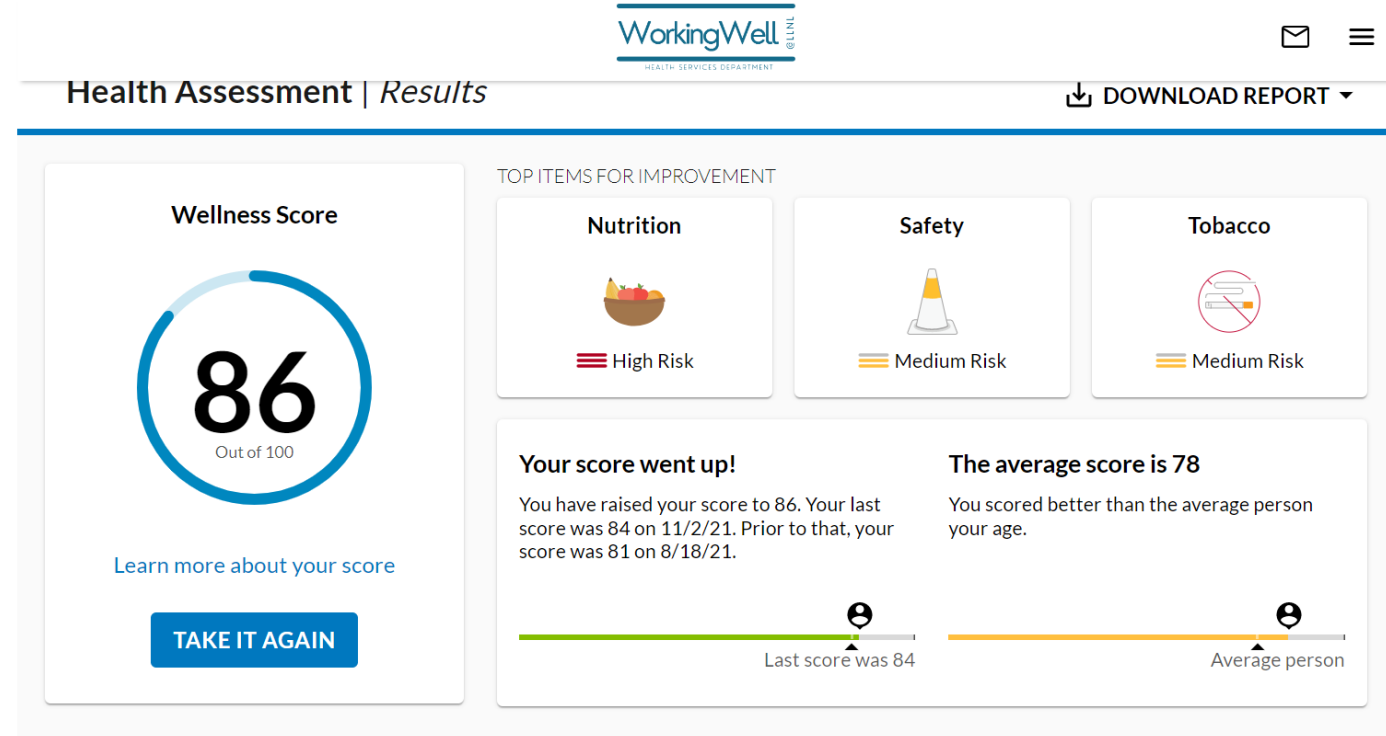 WorkingWell
@LLNL
HEALTH SERVICES DEPARTMENT
Health Assessment | Results
DOWNLOAD REPORT
Wellness Score
86
Out of 100
Learn more about your score
TAKE IT AGAIN
TOP ITEMS FOR IMPROVEMENT
Nutrition
High Risk
Safety
Medium Risk
Tobacco
Medium Risk
Your score went up!
You have raised your score to 86. Your last
score was 84 on 11/2/21. Prior to that, your
score was 81 on 8/18/21.
Last score was 84
The average score is 78
You scored better than the average person
your age.
Average person